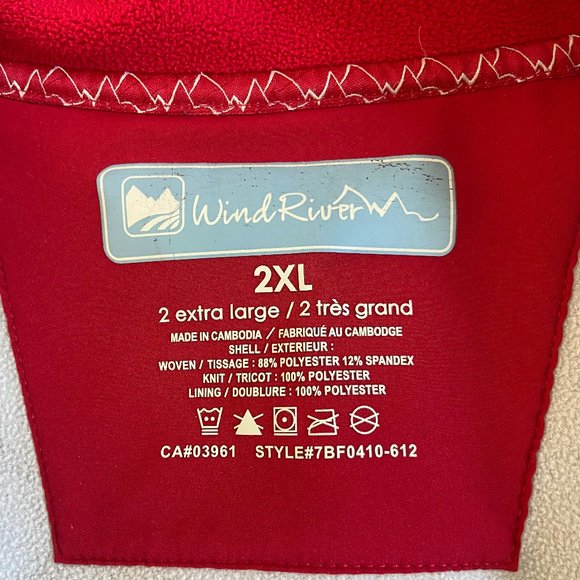 WindRiver
2XL
2 extra large / 2 très grand
MADE IN CAMBODIA / FABRIQUÉ AU CAMBODGE
SHELL / EXTERIEUR :
WOVEN / TISSAGE : 88% POLYESTER 12% SPANDEX
KNIT / TRICOT : 100% POLYESTER
LINING / DOUBLURE : 100% POLYESTER
CA#03961 STYLE#7BF0410-612